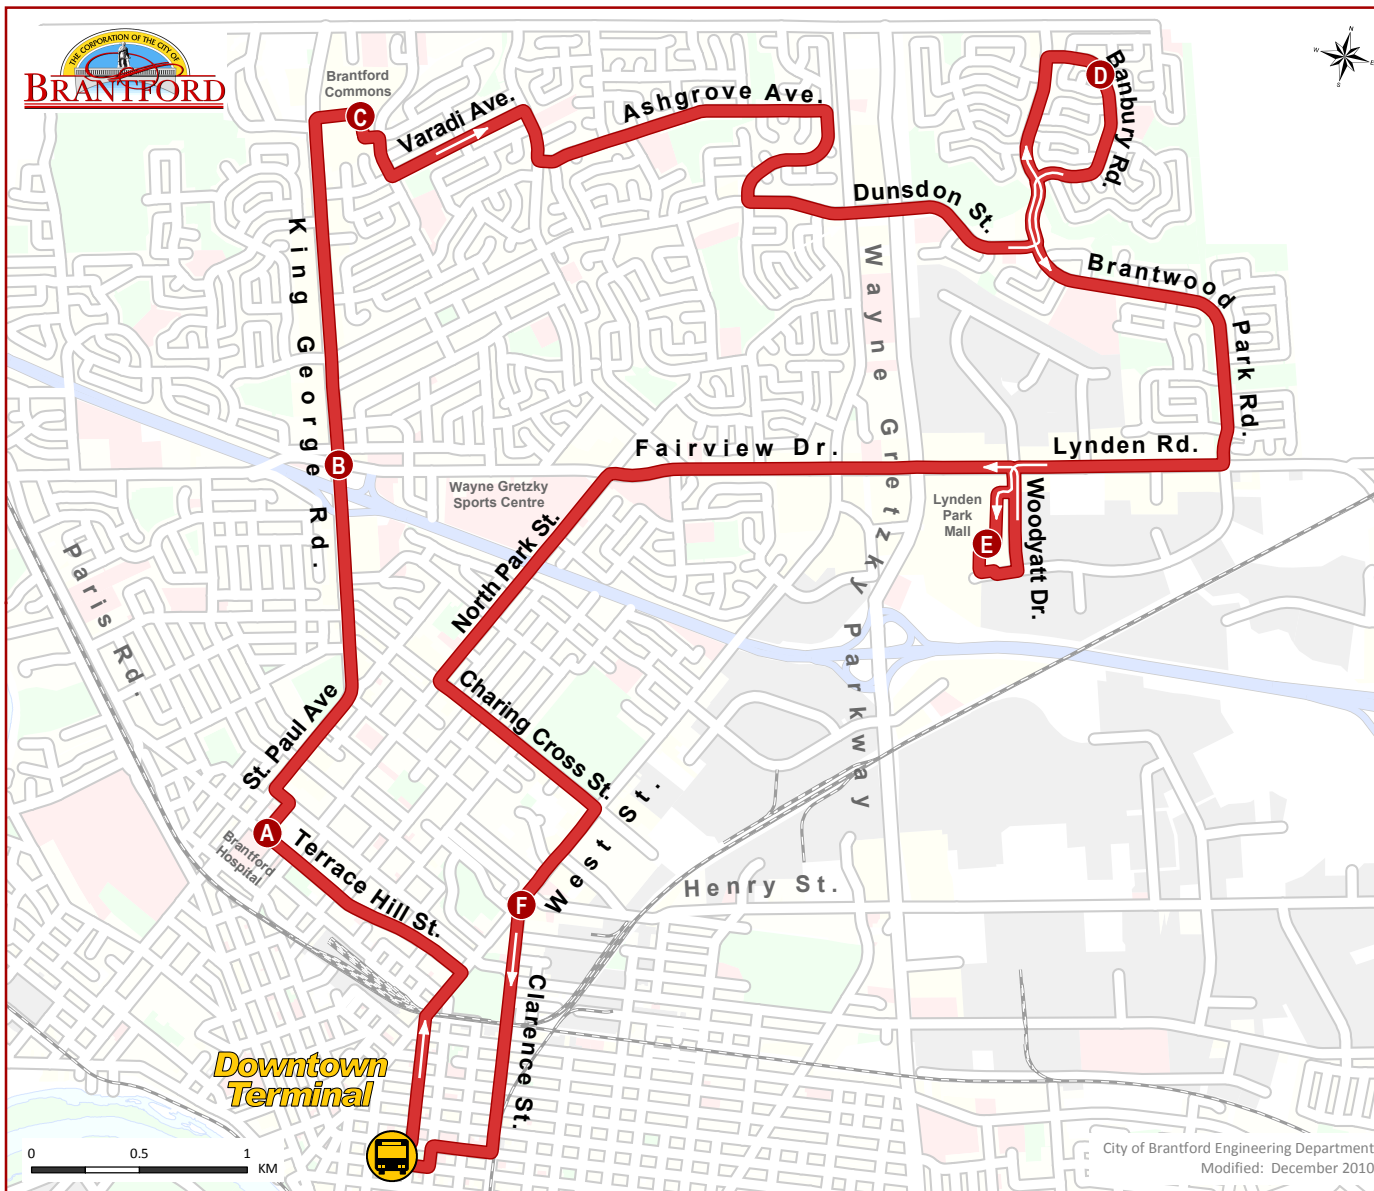 THE CORPORATION OF THE CITY OF
BRANTFORD
N
W
E
S
Brantford
Commons
C
Varadi Ave.
Ashgrove Ave.
D
Banbury Rd.
Dunsdon St.
Brantwood Park Rd.
King George Rd.
Wayne Gretzky Parkway
B
Fairview Dr.
Lynden Rd.
Wayne Gretzky
Sports Centre
Lynden
Park
Mall
E
Woodyatt Dr.
North Park St.
Paris Rd.
St. Paul Ave
Charing Cross St.
A
Brantford
Hospital
Terrace Hill St.
West St.
Henry St.
F
Clarence St.
Downtown
Terminal
0 0.5 1
KM
City of Brantford Engineering Department
Modified: December 2010